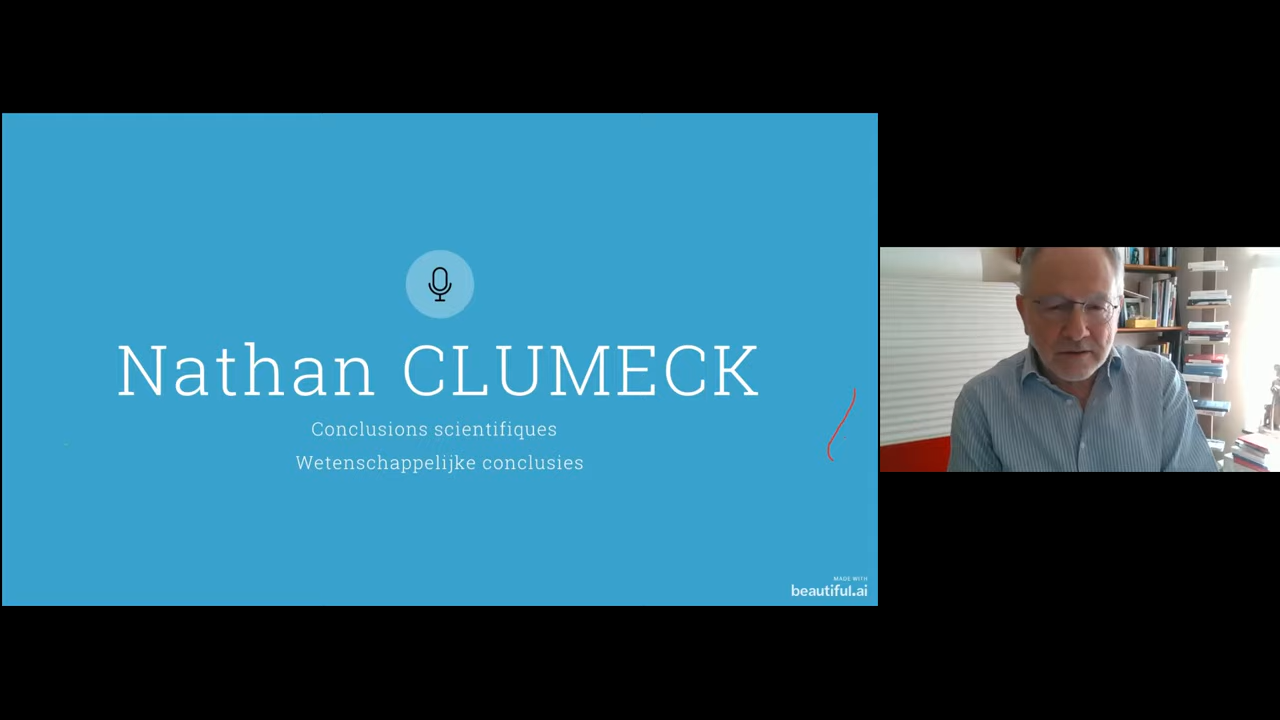 Nathan CLUMECK
Conclusions scientifiques
Wetenschappelijke conclusies
MADE WITH
beautiful.ai